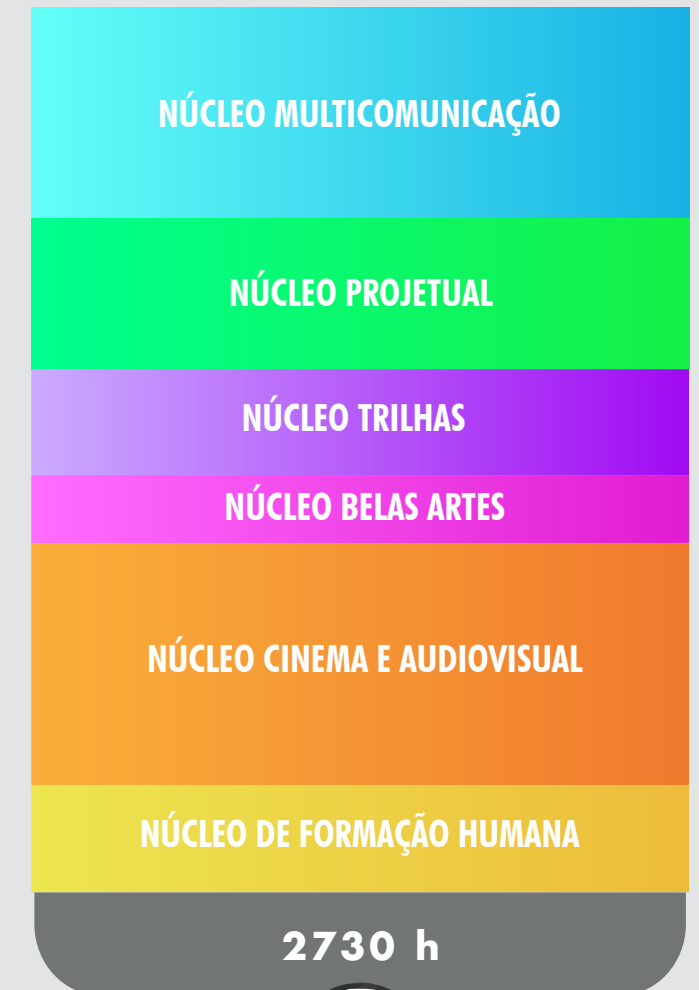 NÚCLEO MULTICOMUNICAÇÃO
NÚCLEO PROJETUAL
NÚCLEO TRILHAS
NÚCLEO BELAS ARTES
NÚCLEO CINEMA E AUDIOVISUAL
NÚCLEO DE FORMAÇÃO HUMANA
2730 h